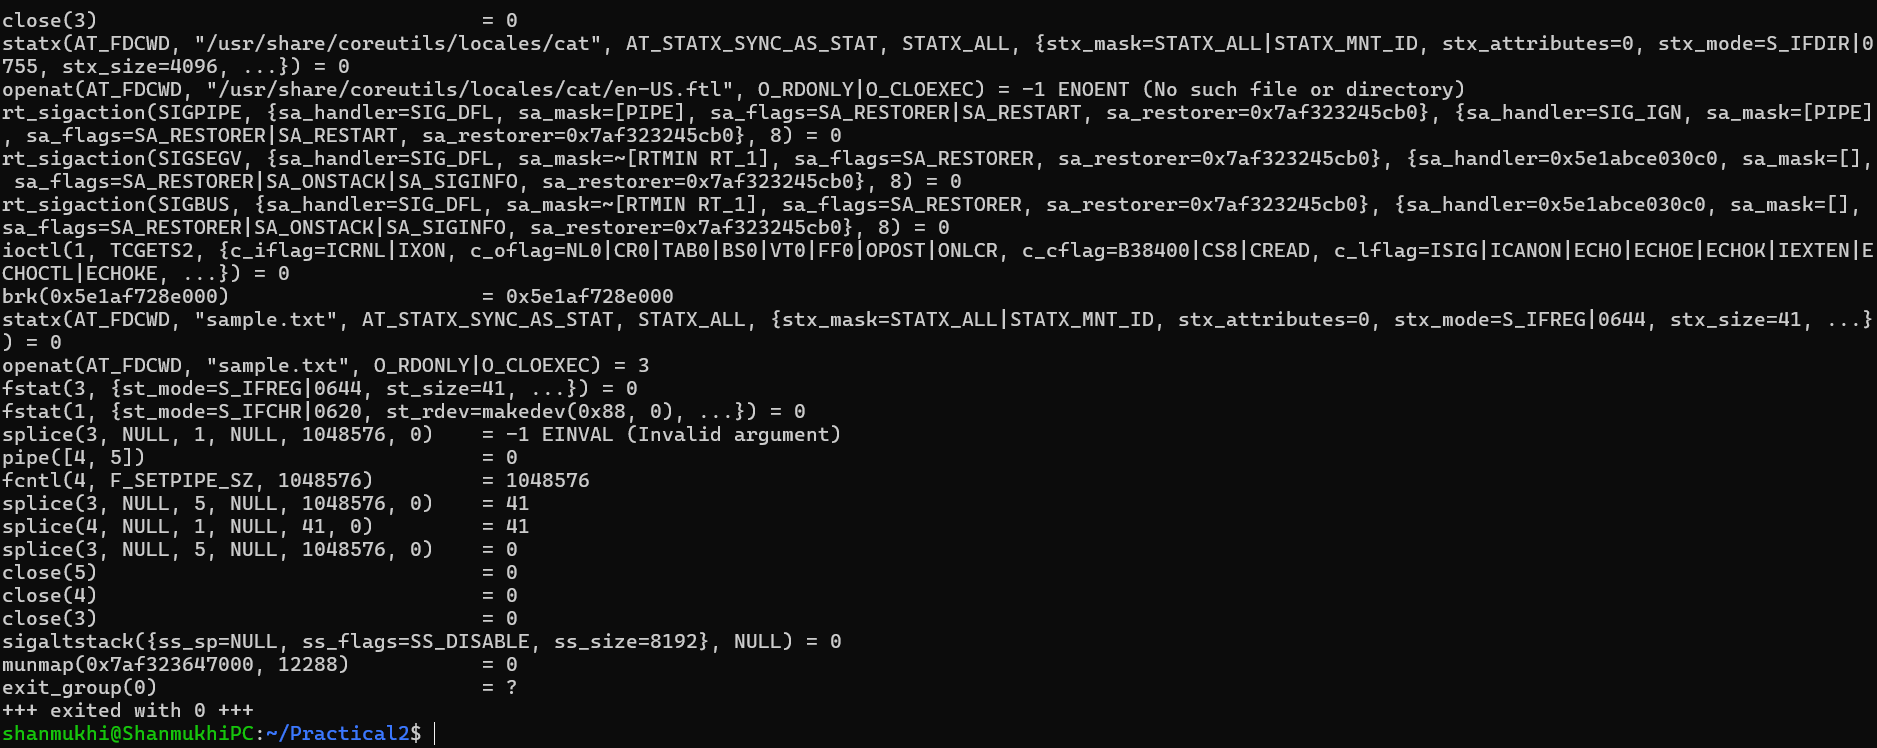 close(3)                                = 0
statx(AT_FDCWD, "/usr/share/coreutils/locales/cat", AT_STATX_SYNC_AS_STAT, STATX_ALL, {stx_mask=STATX_ALL|STATX_MNT_ID, stx_attributes=0, stx_mode=S_IFDIR|0
755, stx_size=4096, ...}) = 0
openat(AT_FDCWD, "/usr/share/coreutils/locales/cat/en-US.ftl", O_RDONLY|O_CLOEXEC) = -1 ENOENT (No such file or directory)
rt_sigaction(SIGPIPE, {sa_handler=SIG_DFL, sa_mask=[PIPE], sa_flags=SA_RESTORER|SA_RESTART, sa_restorer=0x7af323245cb0}, {sa_handler=SIG_IGN, sa_mask=[PIPE]
, sa_flags=SA_RESTORER|SA_RESTART, sa_restorer=0x7af323245cb0}, 8) = 0
rt_sigaction(SIGSEGV, {sa_handler=SIG_DFL, sa_mask=~[RTMIN RT_1], sa_flags=SA_RESTORER, sa_restorer=0x7af323245cb0}, {sa_handler=0x5e1abce030c0, sa_mask=[],
 sa_flags=SA_RESTORER|SA_ONSTACK|SA_SIGINFO, sa_restorer=0x7af323245cb0}, 8) = 0
rt_sigaction(SIGBUS, {sa_handler=SIG_DFL, sa_mask=~[RTMIN RT_1], sa_flags=SA_RESTORER, sa_restorer=0x7af323245cb0}, {sa_handler=0x5e1abce030c0, sa_mask=[],
sa_flags=SA_RESTORER|SA_ONSTACK|SA_SIGINFO, sa_restorer=0x7af323245cb0}, 8) = 0
ioctl(1, TCGETS2, {c_iflag=ICRNL|IXON, c_oflag=NL0|CR0|TAB0|BS0|VT0|FF0|OPOST|ONLCR, c_cflag=B38400|CS8|CREAD, c_lflag=ISIG|ICANON|ECHO|ECHOE|ECHOK|IEXTEN|E
CHOCTL|ECHOKE, ...}) = 0
brk(0x5e1af728e000)                     = 0x5e1af728e000
statx(AT_FDCWD, "sample.txt", AT_STATX_SYNC_AS_STAT, STATX_ALL, {stx_mask=STATX_ALL|STATX_MNT_ID, stx_attributes=0, stx_mode=S_IFREG|0644, stx_size=41, ...}
) = 0
openat(AT_FDCWD, "sample.txt", O_RDONLY|O_CLOEXEC) = 3
fstat(3, {st_mode=S_IFREG|0644, st_size=41, ...}) = 0
fstat(1, {st_mode=S_IFCHR|0620, st_rdev=makedev(0x88, 0), ...}) = 0
splice(3, NULL, 1, NULL, 1048576, 0)    = -1 EINVAL (Invalid argument)
pipe([4, 5])                            = 0
fcntl(4, F_SETPIPE_SZ, 1048576)         = 1048576
splice(3, NULL, 5, NULL, 1048576, 0)    = 41
splice(4, NULL, 1, NULL, 41, 0)         = 41
splice(3, NULL, 5, NULL, 1048576, 0)    = 0
close(5)                                = 0
close(4)                                = 0
close(3)                                = 0
sigaltstack({ss_sp=NULL, ss_flags=SS_DISABLE, ss_size=8192}, NULL) = 0
munmap(0x7af323647000, 12288)           = 0
exit_group(0)                           = ?
+++ exited with 0 +++
shanmukhi@ShanmukhiPC:~/Practical2$